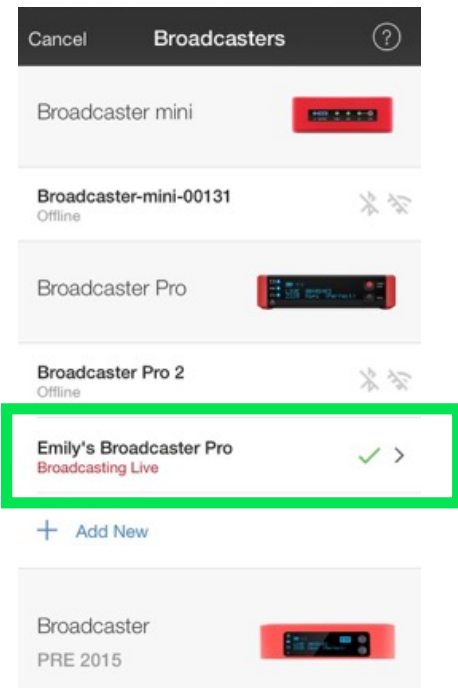 Cancel Broadcasters ?
Broadcaster mini
Broadcaster-mini-00131
Offline
Broadcaster Pro
Broadcaster Pro 2
Offline
Emily's Broadcaster Pro
Broadcasting Live
+ Add New
Broadcaster
PRE 2015